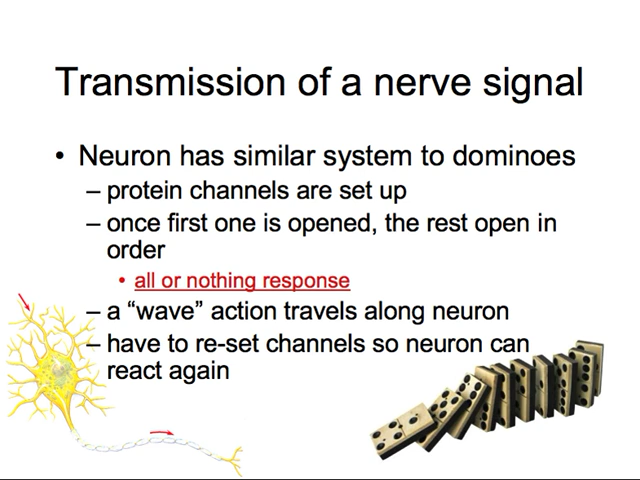 Transmission of a nerve signal
• Neuron has similar system to dominoes
– protein channels are set up
– once first one is opened, the rest open in
order
• all or nothing response
– a “wave” action travels along neuron
– have to re-set channels so neuron can
react again